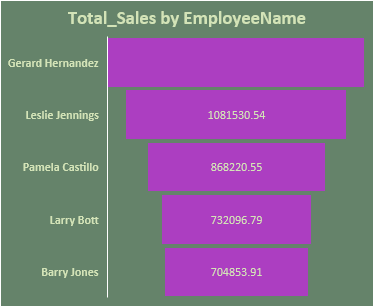 Total_Sales by EmployeeName
Gerard Hernandez
Leslie Jennings 1081530.54
Pamela Castillo 868220.55
Larry Bott 732096.79
Barry Jones 704853.91